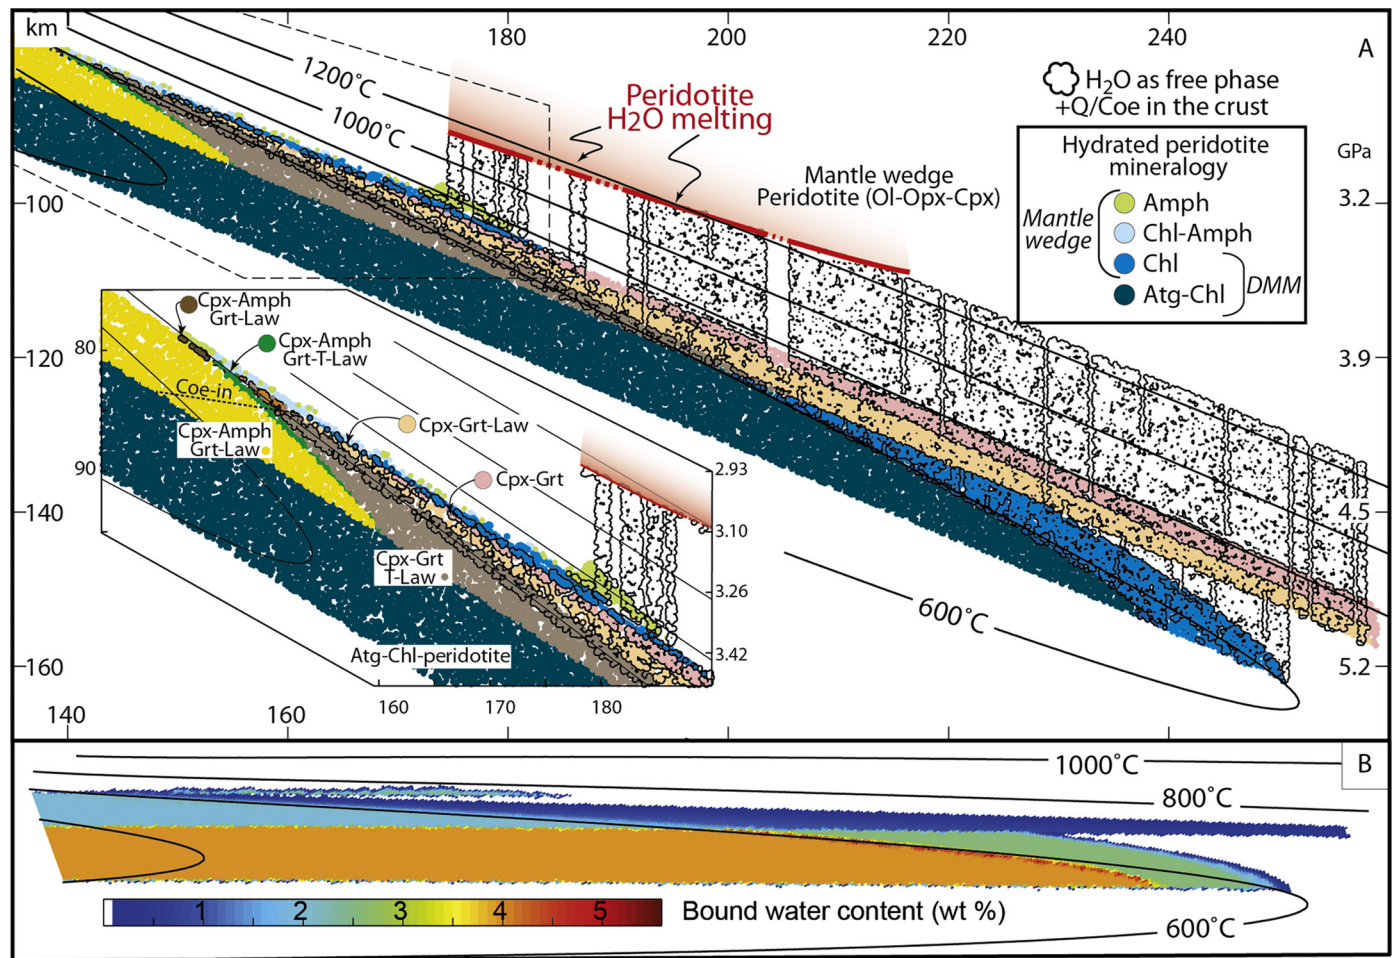 km
180
200
220
240
A
1200°C
1000°C
Peridotite
H2O melting
Mantle wedge
Peridotite (Ol-Opx-Cpx)
H2O as free phase
+Q/Coe in the crust
Hydrated peridotite
mineralogy
Mantle
wedge
Amph
Chl-Amph
Chl
Atg-Chl
DMM
GPa
3.2
3.9
4.5
5.2
100
120
140
160
Cpx-Amph
Grt-Law
Cpx-Amph
Grt-T-Law
80
Coe-in
Cpx-Amph
Grt-Law
Cpx-Grt-Law
90
Cpx-Grt
2.93
3.10
Cpx-Grt
T-Law
3.26
Atg-Chl-peridotite
3.42
160
170
180
600°C
140
160
B
1000°C
800°C
1
2
3
4
5
Bound water content (wt %)
600°C